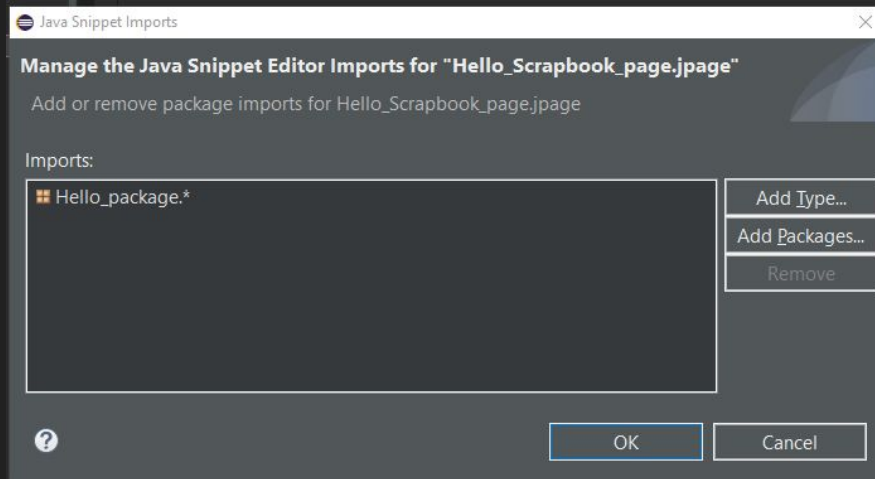 Java Snippet Imports
Manage the Java Snippet Editor Imports for "Hello_Scrapbook_page.jpage"
Add or remove package imports for Hello_Scrapbook_page.jpage
Imports:
Hello_package.*
Add Type...
Add Packages...
Remove
OK
Cancel